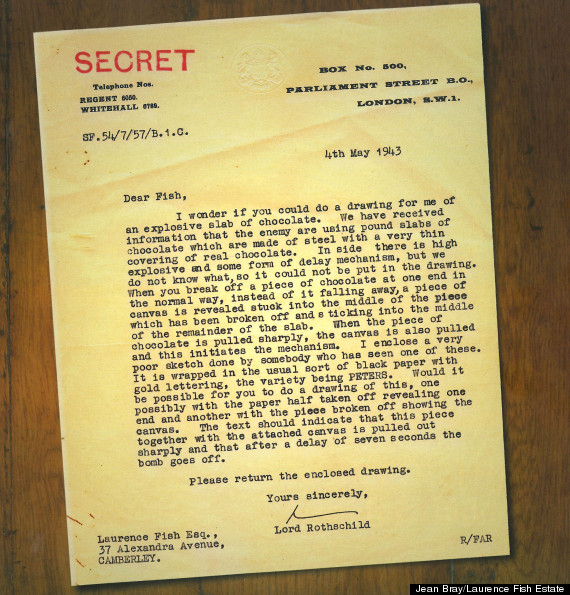 SECRET
Telephone Nos.
REGENT 6050.
WHITEHALL 6789.
BOX No. 500,
PARLIAMENT STREET B.O.,
LONDON, S.W.1.
SF.54/7/57/B.1.C.
4th May 1943
Dear Fish,
I wonder if you could do a drawing for me of
an explosive slab of chocolate. We have received
information that the enemy are using pound slabs of
chocolate which are made of steel with a very thin
covering of real chocolate. In side there is high
explosive and some form of delay mechanism, but we
do not know what, so it could not be put in the drawing.
When you break off a piece of chocolate at one end in
the normal way, instead of it falling away, a piece of
canvas is revealed stuck into the middle of the piece
which has been broken off and s ticking into the middle
of the remainder of the slab. When the piece of
chocolate is pulled sharply, the canvas is also pulled
and this initiates the mechanism. I enclose a very
poor sketch done by somebody who has seen one of these.
It is wrapped in the usual sort of black paper with
gold lettering, the variety being PETERS. Would it
be possible for you to do a drawing of this, one
possibly with the paper half taken off revealing one
end and another with the piece broken off showing the
canvas. The text should indicate that this piece
together with the attached canvas is pulled out
sharply and that after a delay of seven seconds the
bomb goes off.
Please return the enclosed drawing.
Yours sincerely,
Lord Rothschild
Laurence Fish Esq.,
37 Alexandra Avenue,
CAMBERLEY.
R/FAR
Jean Bray/Laurence Fish Estate